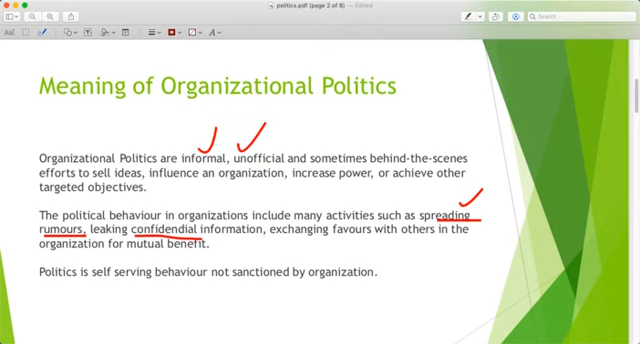 politics.pdf (page 2 of 8) — Edited
Search
Meaning of Organizational Politics
Organizational Politics are informal, unofficial and sometimes behind-the-scenes
efforts to sell ideas, influence an organization, increase power, or achieve other
targeted objectives.
The political behaviour in organizations include many activities such as spreading
rumours, leaking confidendial information, exchanging favours with others in the
organization for mutual benefit.
Politics is self serving behaviour not sanctioned by organization.